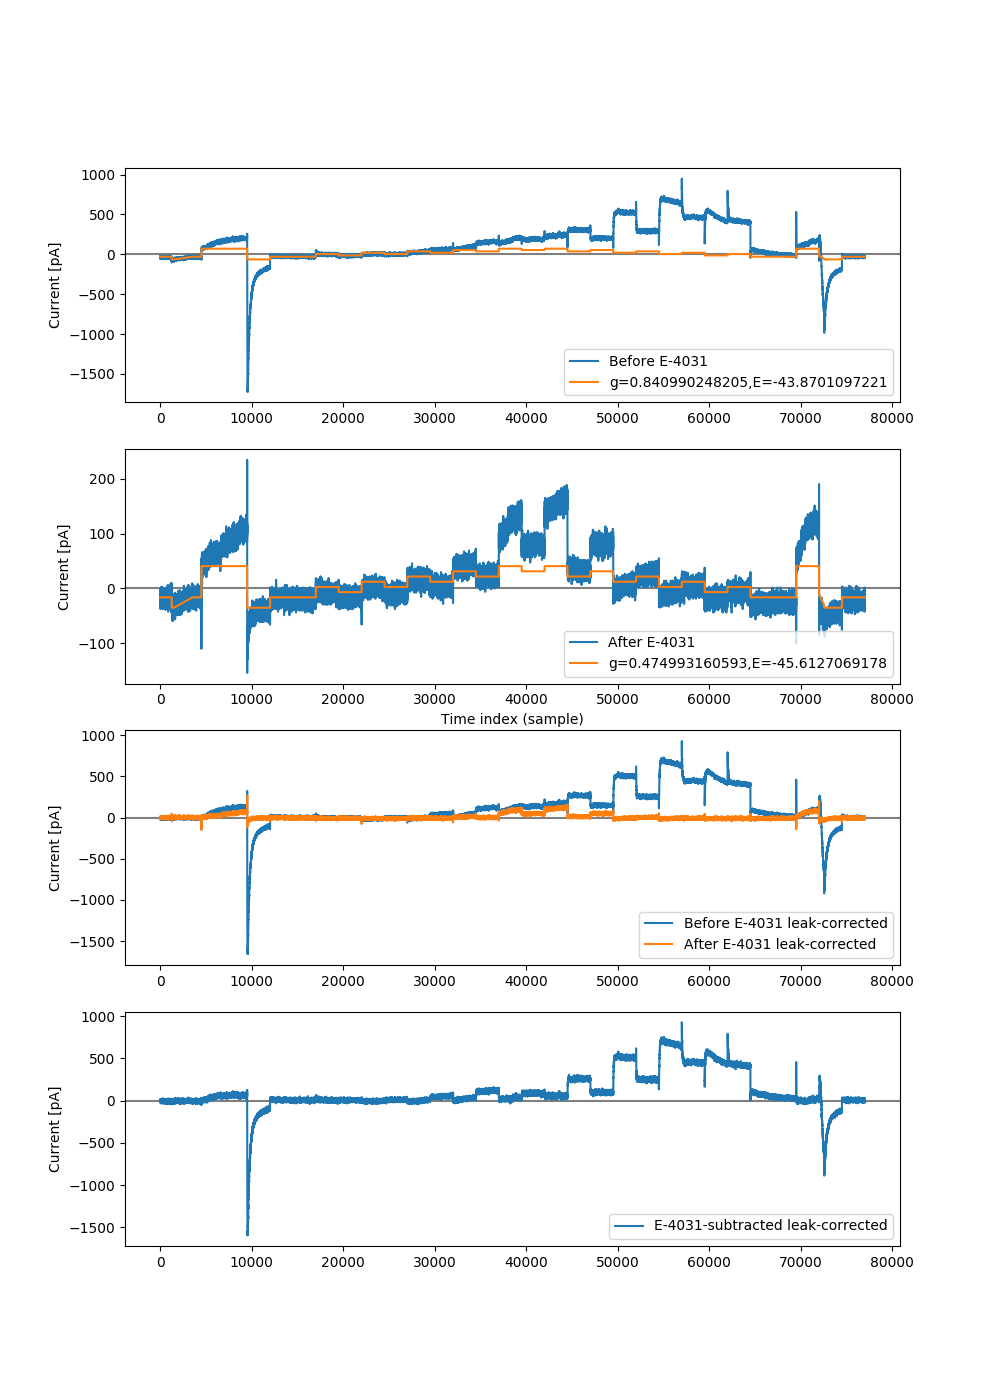 1000
500
0
−500
−1000
−1500
Current [pA]
Before E-4031
g=0.840990248205,E=-43.8701097221
0 10000 20000 30000 40000 50000 60000 70000 80000
200
100
0
−100
Current [pA]
After E-4031
g=0.474993160593,E=-45.6127069178
0 10000 20000 30000 40000 50000 60000 70000 80000
Time index (sample)
1000
500
0
−500
−1000
−1500
Current [pA]
Before E-4031 leak-corrected
After E-4031 leak-corrected
0 10000 20000 30000 40000 50000 60000 70000 80000
1000
500
0
−500
−1000
−1500
Current [pA]
E-4031-subtracted leak-corrected
0 10000 20000 30000 40000 50000 60000 70000 80000